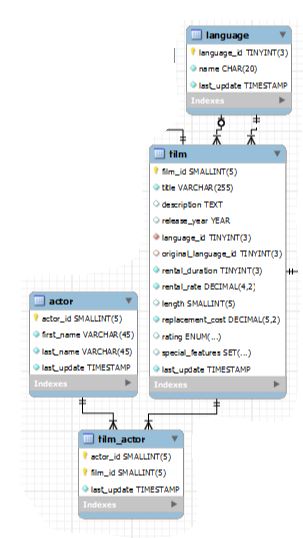 language
language_id TINYINT(3)
name CHAR(20)
last_update TIMESTAMP
Indexes
film
film_id SMALLINT(5)
title VARCHAR(255)
description TEXT
release_year YEAR
language_id TINYINT(3)
original_language_id TINYINT(3)
rental_duration TINYINT(3)
rental_rate DECIMAL(4,2)
length SMALLINT(5)
replacement_cost DECIMAL(5,2)
rating ENUM(...)
special_features SET(...)
last_update TIMESTAMP
Indexes
actor
actor_id SMALLINT(5)
first_name VARCHAR(45)
last_name VARCHAR(45)
last_update TIMESTAMP
Indexes
film_actor
actor_id SMALLINT(5)
film_id SMALLINT(5)
last_update TIMESTAMP
Indexes